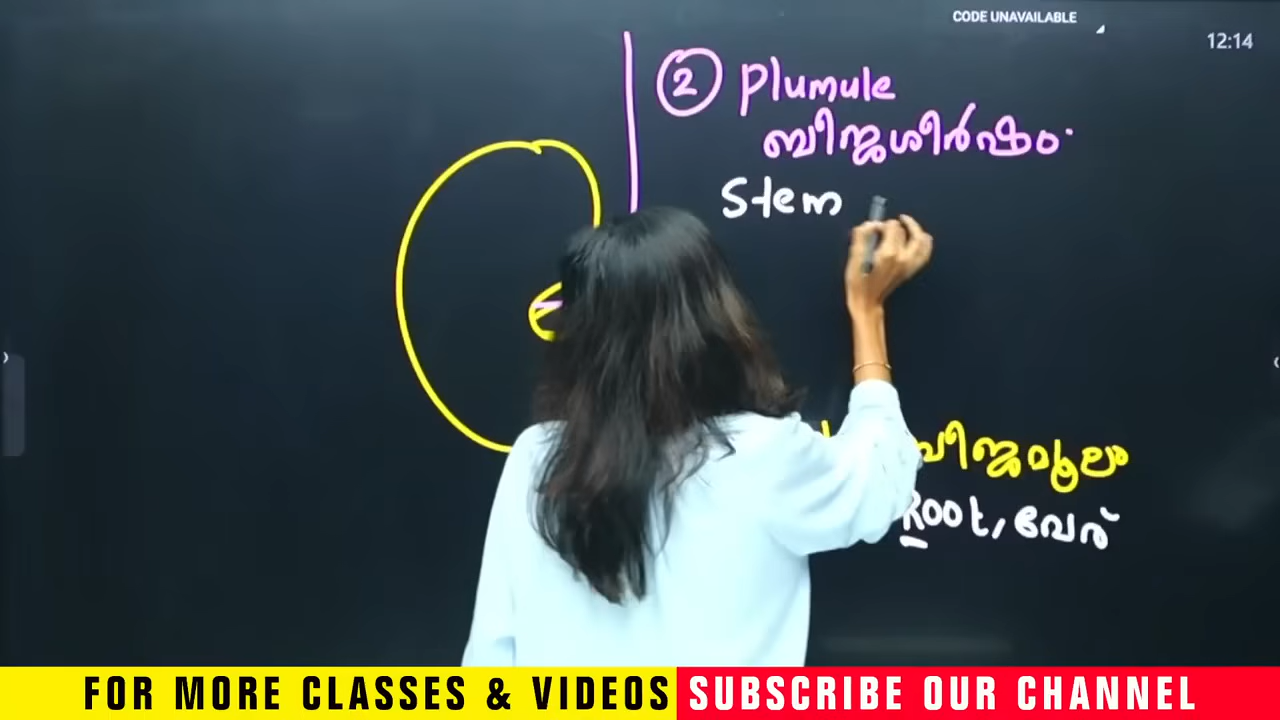 CODE UNAVAILABLE
12:14
② Plumule
ബീജശീർഷം.
Stem
ബീജമൂലം
Root, വേര്
FOR MORE CLASSES & VIDEOS SUBSCRIBE OUR CHANNEL